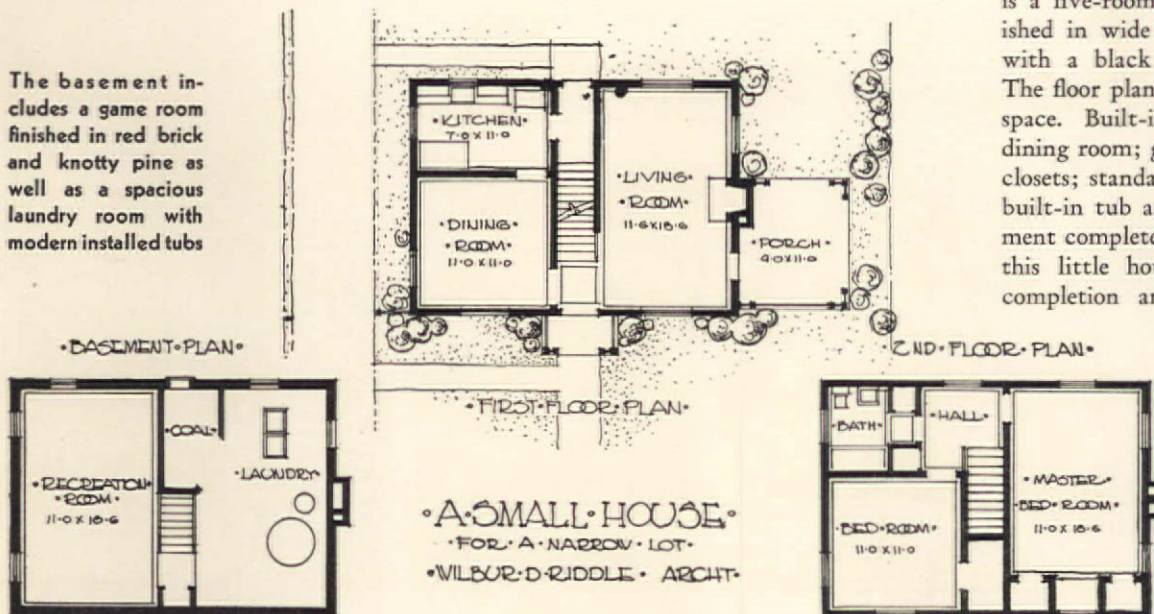 The basement in-
cludes a game room
finished in red brick
and knotty pine as
well as a spacious
laundry room with
modern installed tubs
is a five-room
ished in wide
with a black
The floor plan
space. Built-i
dining room; g
closets; standa
built-in tub a
ment complete
this little hou
completion an
•KITCHEN•
7-0 X 11-0
•DINING•
•ROOM•
11-0 X 11-0
•LIVING•
•ROOM•
11-6 X 18-6
•PORCH•
9-0 X 11-0
•FIRST•FLOOR•PLAN•
•BASEMENT•PLAN•
•RECREATION•
•ROOM•
11-0 X 18-6
•COAL•
•LAUNDRY•
2ND•FLOOR•PLAN•
•BATH•
•HALL•
•BED•ROOM•
11-0 X 11-0
•MASTER•
•BED•ROOM•
11-0 X 18-6
•A•SMALL•HOUSE•
•FOR•A•NARROW•LOT•
•WILBUR•D•RIDDLE•ARCHT•